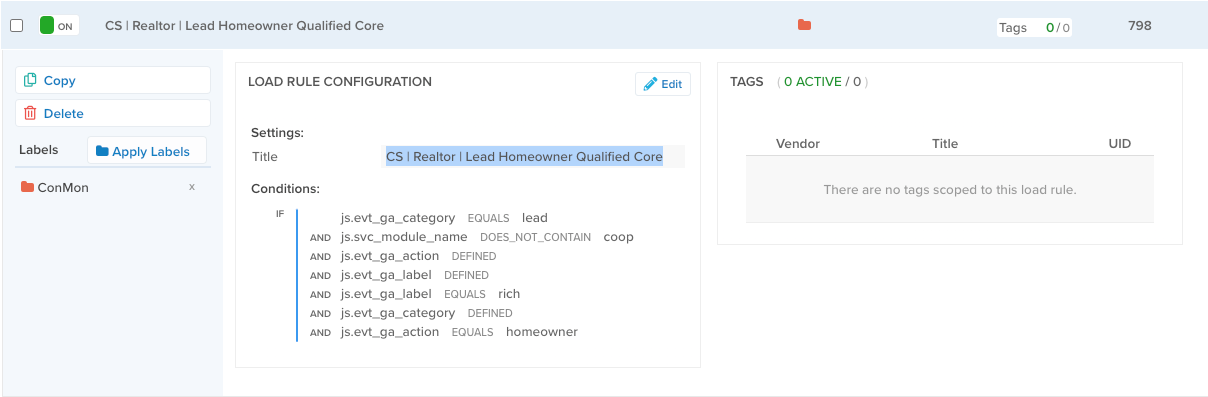 ON CS | Realtor | Lead Homeowner Qualified Core Tags 0 / 0 798
Copy
Delete
Labels Apply Labels
ConMon x
LOAD RULE CONFIGURATION Edit
Settings:
Title CS | Realtor | Lead Homeowner Qualified Core
Conditions:
IF js.evt_ga_category EQUALS lead
AND js.svc_module_name DOES_NOT_CONTAIN coop
AND js.evt_ga_action DEFINED
AND js.evt_ga_label DEFINED
AND js.evt_ga_label EQUALS rich
AND js.evt_ga_category DEFINED
AND js.evt_ga_action EQUALS homeowner
TAGS ( 0 ACTIVE / 0 )
Vendor Title UID
There are no tags scoped to this load rule.